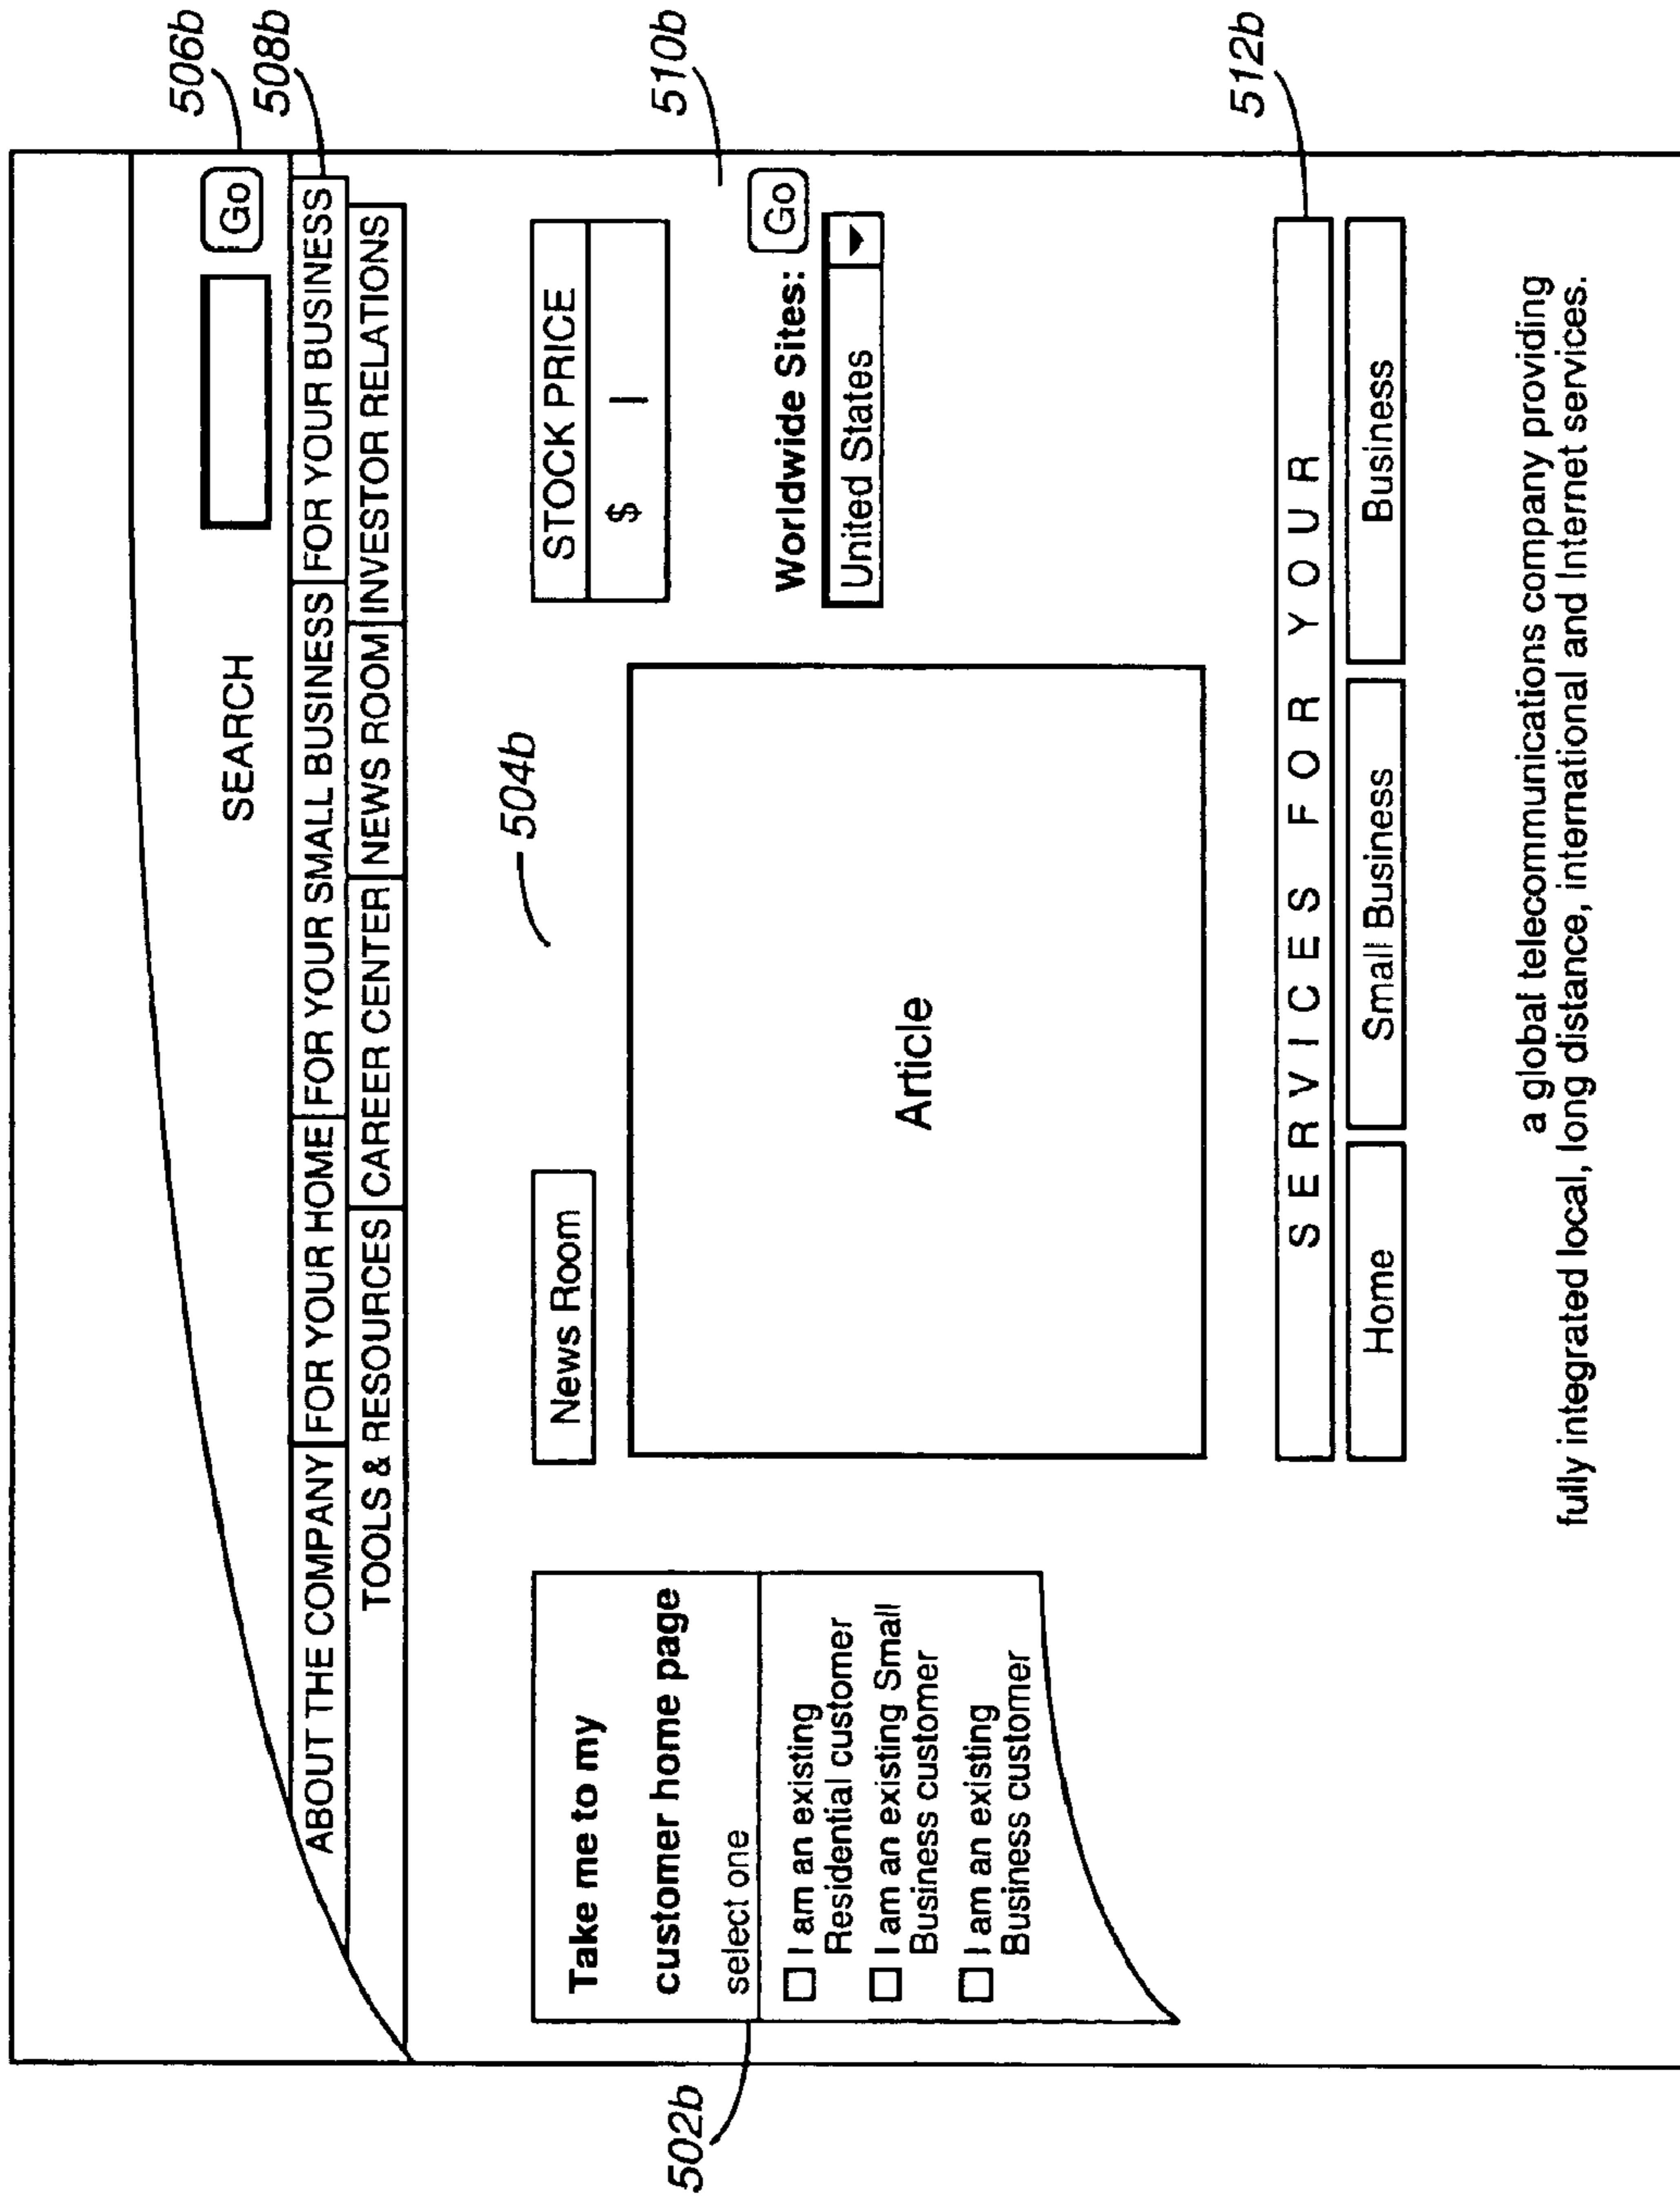 506b
SEARCH Go
508b
ABOUT THE COMPANY FOR YOUR HOME FOR YOUR SMALL BUSINESS FOR YOUR BUSINESS
TOOLS & RESOURCES CAREER CENTER NEWS ROOM INVESTOR RELATIONS
504b
502b
Take me to my
customer home page
select one
I am an existing
Residential customer
I am an existing Small
Business customer
I am an existing
Business customer
News Room
Article
STOCK PRICE
$ |
510b
Worldwide Sites: Go
United States
512b
SERVICES FOR YOUR
Home Small Business Business
a global telecommunications company providing
fully integrated local, long distance, international and Internet services.